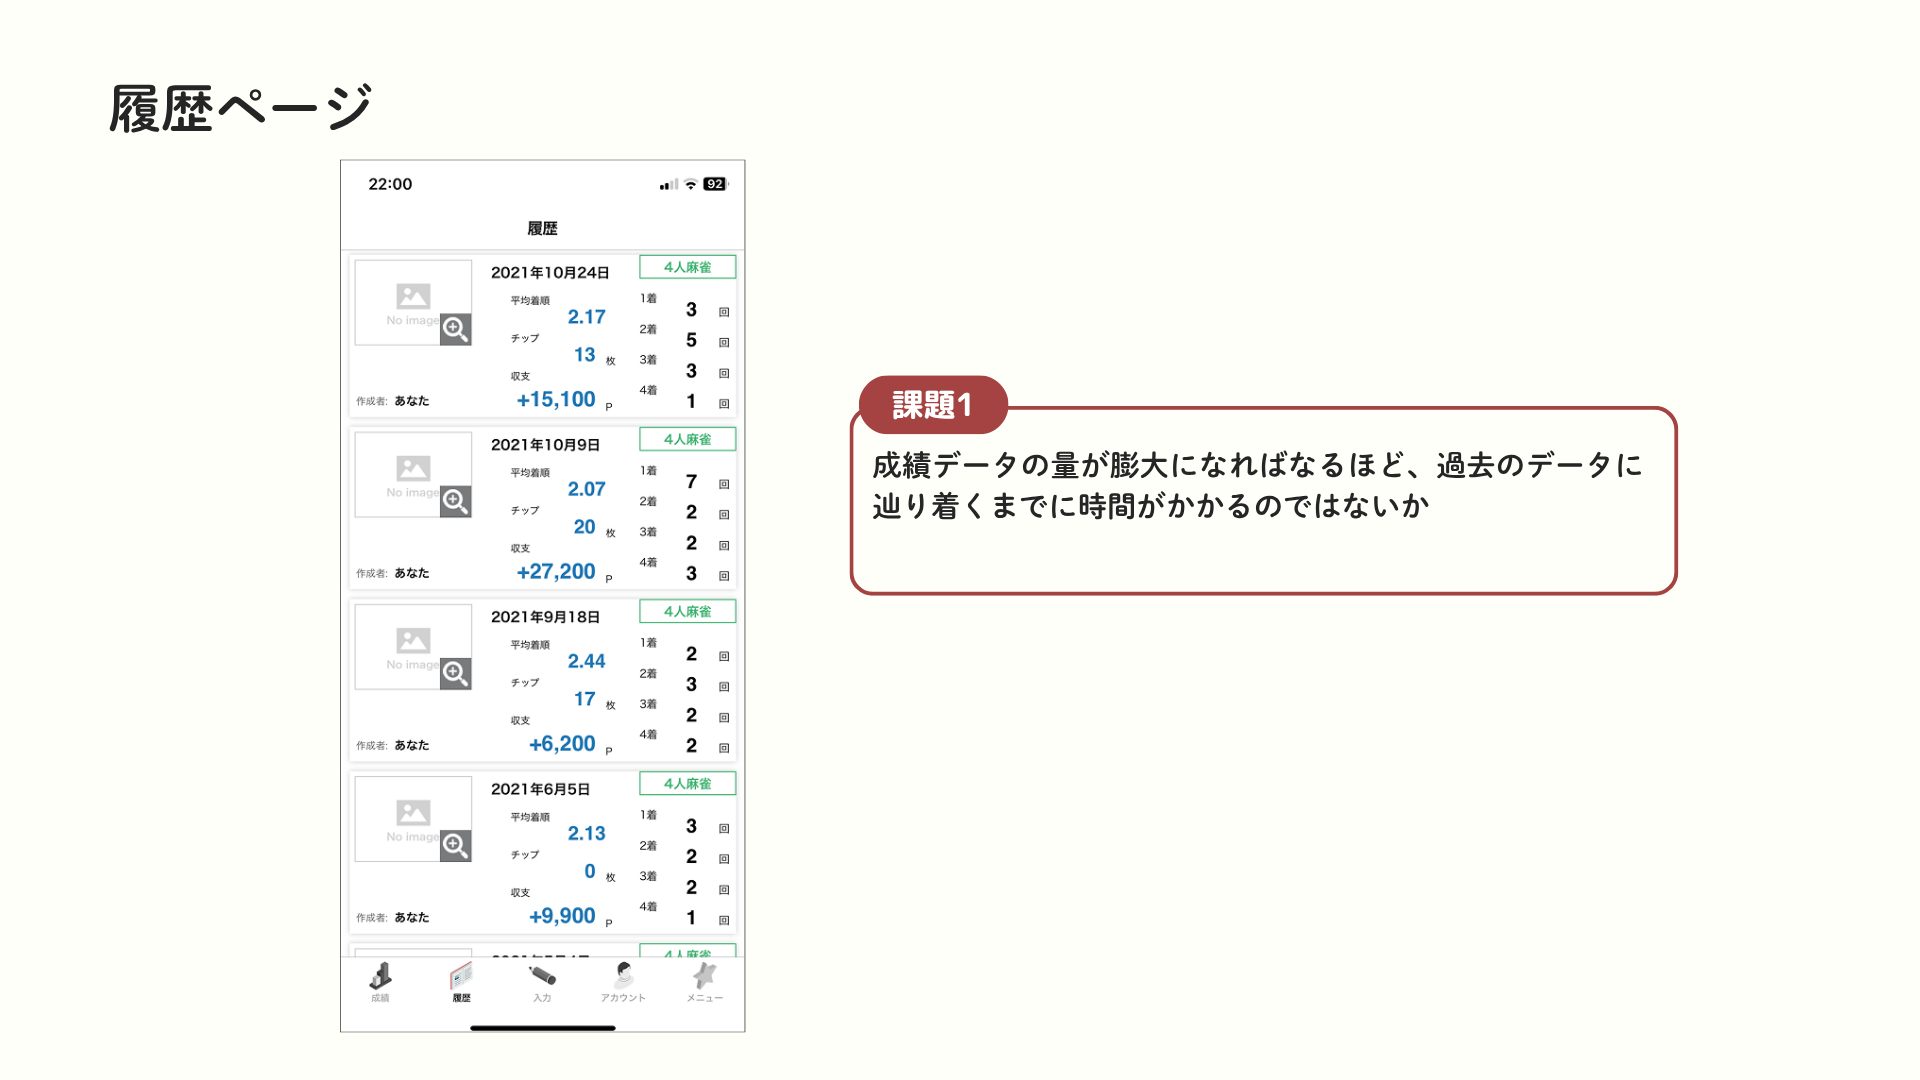 履歴ページ
22:00
92
履歴
2021年10月24日
4人麻雀
No image
平均着順
2.17
チップ
13 枚
収支
+15,100 P
1着 3 回
2着 5 回
3着 3 回
4着 1 回
作成者: あなた
2021年10月9日
4人麻雀
No image
平均着順
2.07
チップ
20 枚
収支
+27,200 P
1着 7 回
2着 2 回
3着 2 回
4着 3 回
作成者: あなた
2021年9月18日
4人麻雀
No image
平均着順
2.44
チップ
17 枚
収支
+6,200 P
1着 2 回
2着 3 回
3着 2 回
4着 2 回
作成者: あなた
2021年6月5日
4人麻雀
No image
平均着順
2.13
チップ
0 枚
収支
+9,900 P
1着 3 回
2着 2 回
3着 2 回
4着 1 回
作成者: あなた
4人麻雀
成績
履歴
入力
アカウント
メニュー
課題1
成績データの量が膨大になればなるほど、過去のデータに
辿り着くまでに時間がかかるのではないか